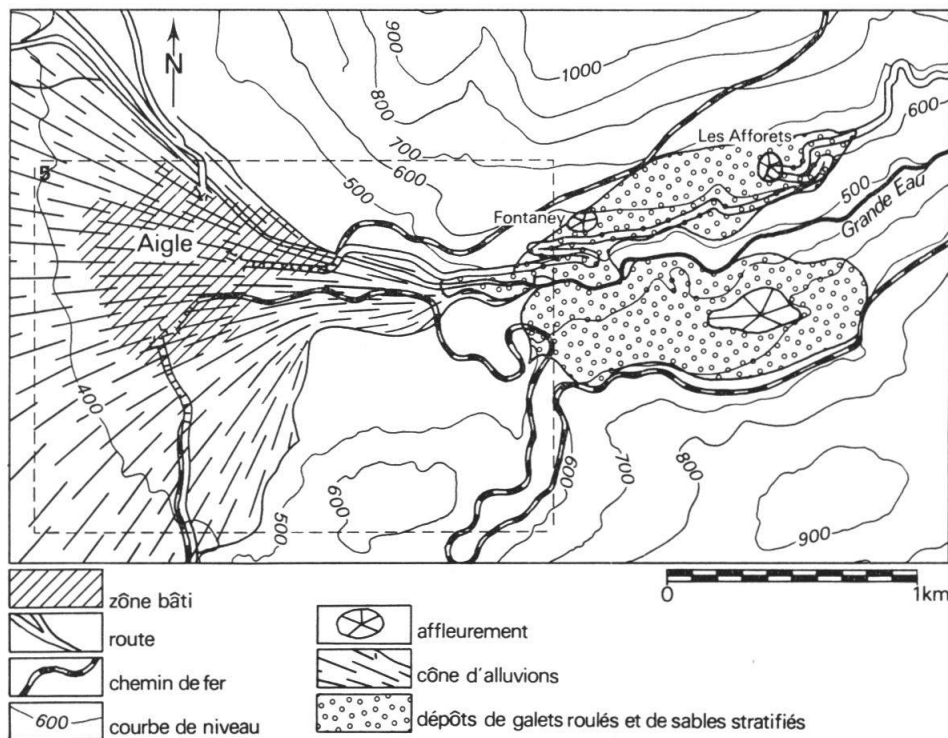 N
900
1000
800
700
600
500
600
Les Afforets
500
Grande Eau
5
Fontaney
Aigle
400
600
500
600
700
800
900
zône bâti
route
chemin de fer
600 courbe de niveau
0 1km
affleurement
cône d'alluvions
dépôts de galets roulés et de sables stratifiés